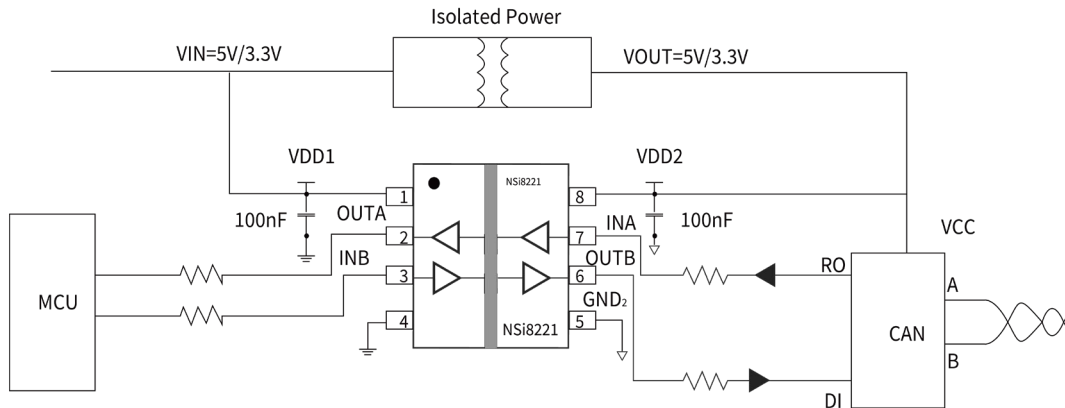 Isolated Power
VIN=5V/3.3V
VOUT=5V/3.3V
VDD1
VDD2
NSi8221
1
8
100nF
100nF
OUTA
INA
VCC
2
7
INB
OUTB
RO
3
6
A
MCU
GND2
4
5
NSi8221
CAN
B
DI